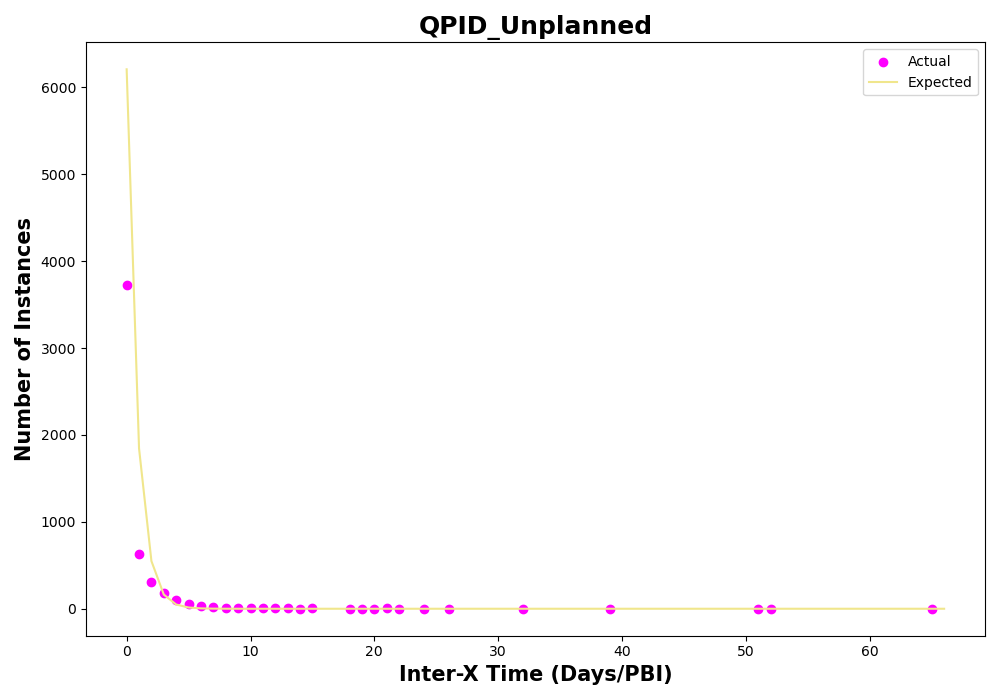 QPID_Unplanned
Actual
Expected
6000
5000
4000
3000
2000
1000
0
Number of Instances
0 10 20 30 40 50 60
Inter-X Time (Days/PBI)